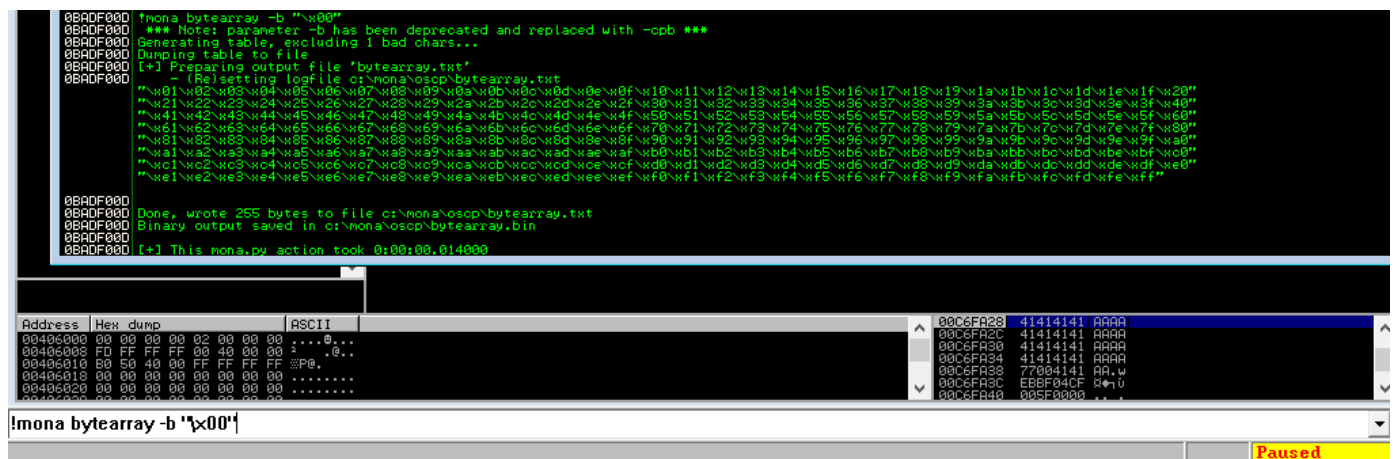 0BADF00D !mona bytearray -b "\x00"
0BADF00D *** Note: parameter -b has been deprecated and replaced with -cpb ***
0BADF00D Generating table, excluding 1 bad chars...
0BADF00D Dumping table to file
0BADF00D [+] Preparing output file 'bytearray.txt'
0BADF00D - (Re)setting logfile c:\mona\oscp\bytearray.txt
"\x01\x02\x03\x04\x05\x06\x07\x08\x09\x0a\x0b\x0c\x0d\x0e\x0f\x10\x11\x12\x13\x14\x15\x16\x17\x18\x19\x1a\x1b\x1c\x1d\x1e\x1f\x20"
"\x21\x22\x23\x24\x25\x26\x27\x28\x29\x2a\x2b\x2c\x2d\x2e\x2f\x30\x31\x32\x33\x34\x35\x36\x37\x38\x39\x3a\x3b\x3c\x3d\x3e\x3f\x40"
"\x41\x42\x43\x44\x45\x46\x47\x48\x49\x4a\x4b\x4c\x4d\x4e\x4f\x50\x51\x52\x53\x54\x55\x56\x57\x58\x59\x5a\x5b\x5c\x5d\x5e\x5f\x60"
"\x61\x62\x63\x64\x65\x66\x67\x68\x69\x6a\x6b\x6c\x6d\x6e\x6f\x70\x71\x72\x73\x74\x75\x76\x77\x78\x79\x7a\x7b\x7c\x7d\x7e\x7f\x80"
"\x81\x82\x83\x84\x85\x86\x87\x88\x89\x8a\x8b\x8c\x8d\x8e\x8f\x90\x91\x92\x93\x94\x95\x96\x97\x98\x99\x9a\x9b\x9c\x9d\x9e\x9f\xa0"
"\xa1\xa2\xa3\xa4\xa5\xa6\xa7\xa8\xa9\xaa\xab\xac\xad\xae\xaf\xb0\xb1\xb2\xb3\xb4\xb5\xb6\xb7\xb8\xb9\xba\xbb\xbc\xbd\xbe\xbf\xc0"
"\xc1\xc2\xc3\xc4\xc5\xc6\xc7\xc8\xc9\xca\xcb\xcc\xcd\xce\xcf\xd0\xd1\xd2\xd3\xd4\xd5\xd6\xd7\xd8\xd9\xda\xdb\xdc\xdd\xde\xdf\xe0"
"\xe1\xe2\xe3\xe4\xe5\xe6\xe7\xe8\xe9\xea\xeb\xec\xed\xee\xef\xf0\xf1\xf2\xf3\xf4\xf5\xf6\xf7\xf8\xf9\xfa\xfb\xfc\xfd\xfe\xff"
0BADF00D
0BADF00D Done, wrote 255 bytes to file c:\mona\oscp\bytearray.txt
0BADF00D Binary output saved in c:\mona\oscp\bytearray.bin
0BADF00D
0BADF00D [+] This mona.py action took 0:00:00.014000
Address Hex dump ASCII
00406000 00 00 00 00 02 00 00 00
00406008 FD FF FF FF 00 40 00 00
00406010 B0 50 40 00 FF FF FF FF
00406018 00 00 00 00 00 00 00 00 ........
00406020 00 00 00 00 00 00 00 00 ........
00C6FA28 41414141 AAAA
00C6FA2C 41414141 AAAA
00C6FA30 41414141 AAAA
00C6FA34 41414141 AAAA
00C6FA38 77004141 AA.w
00C6FA3C EBBF04CF
00C6FA40 005F0000
!mona bytearray -b "\x00"
Paused